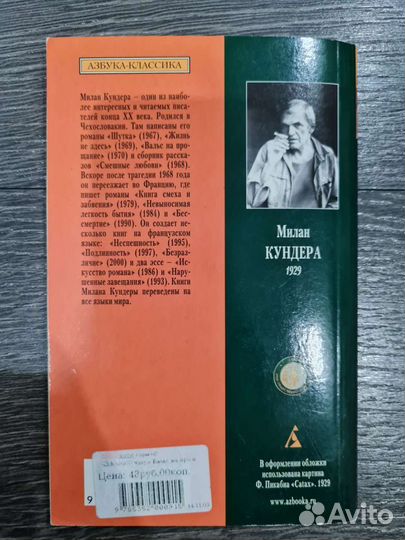 АЗБУКА-КЛАССИКА
Милан Кундера – один из наибо-
лее интересных и читаемых писа-
телей конца XX века. Родился в
Чехословакии. Там написаны его
романы «Шутка» (1967), «Жизнь
не здесь» (1969), «Вальс на про-
щание» (1970) и сборник расска-
зов «Смешные любови» (1968).
Вскоре после трагедии 1968 года
он переезжает во Францию, где
пишет романы «Книга смеха и
забвения» (1979), «Невыносимая
легкость бытия» (1984) и «Бес-
смертие» (1990). Он создает не-
сколько книг на французском
языке: «Неспешность» (1995),
«Подлинность» (1997), «Безраз-
личие» (2000) и два эссе – «Ис-
кусство романа» (1986) и «Нару-
шенные завещания» (1993). Книги
Милана Кундеры переведены на
все языки мира.
Милан
КУНДЕРА
1929
Цена: 43руб.00коп.
9
В оформлении обложки
использована картина
Ф. Пикабиа «Catax». 1929
www.azbooka.ru
Avito